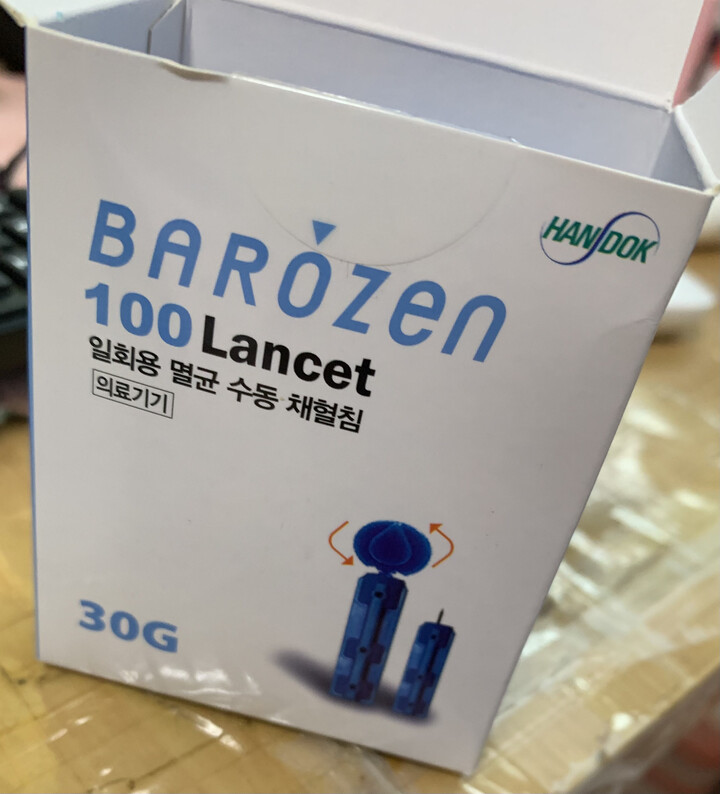 HANDOK
BAROZEN
100 Lancet
일회용 멸균 수동 채혈침
의료기기
30G